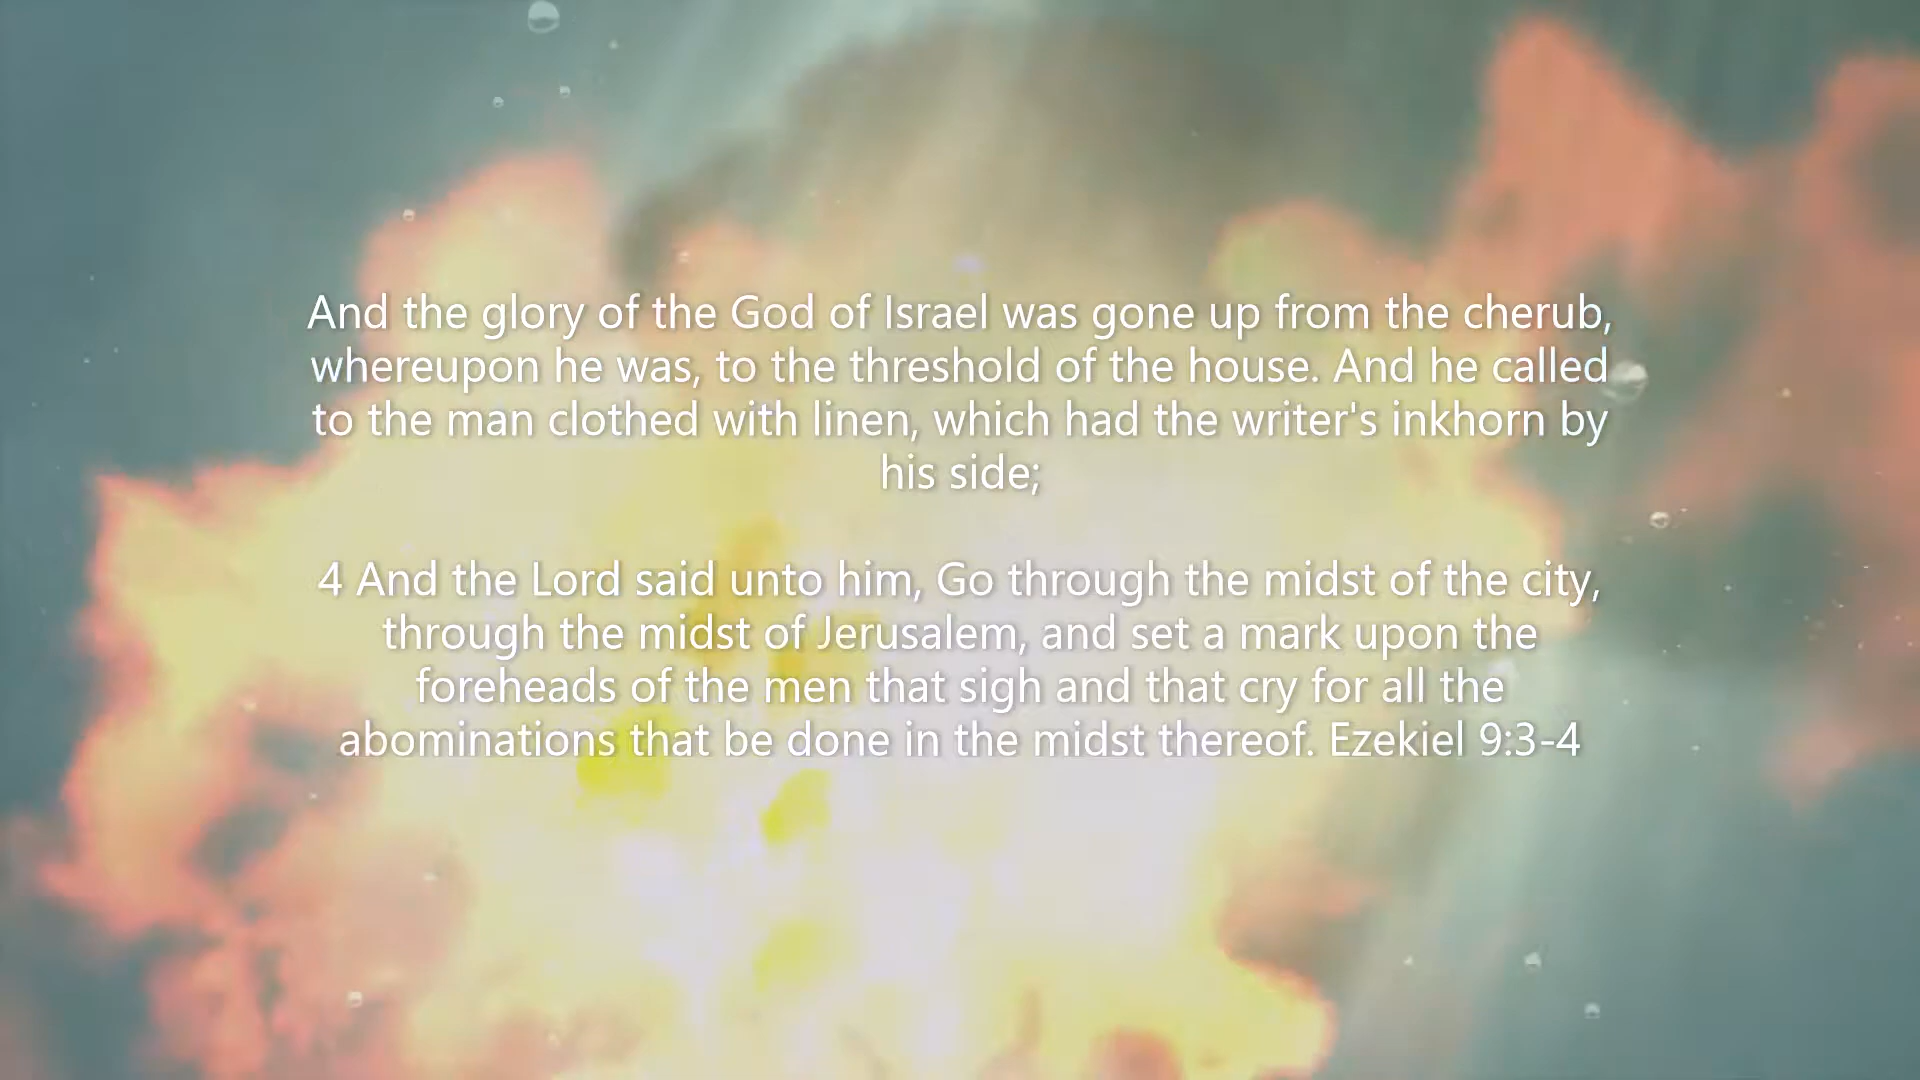 And the glory of the God of Israel was gone up from the cherub,
whereupon he was, to the threshold of the house. And he called
to the man clothed with linen, which had the writer's inkhorn by
his side;
4 And the Lord said unto him, Go through the midst of the city,
through the midst of Jerusalem, and set a mark upon the
foreheads of the men that sigh and that cry for all the
abominations that be done in the midst thereof. Ezekiel 9:3-4